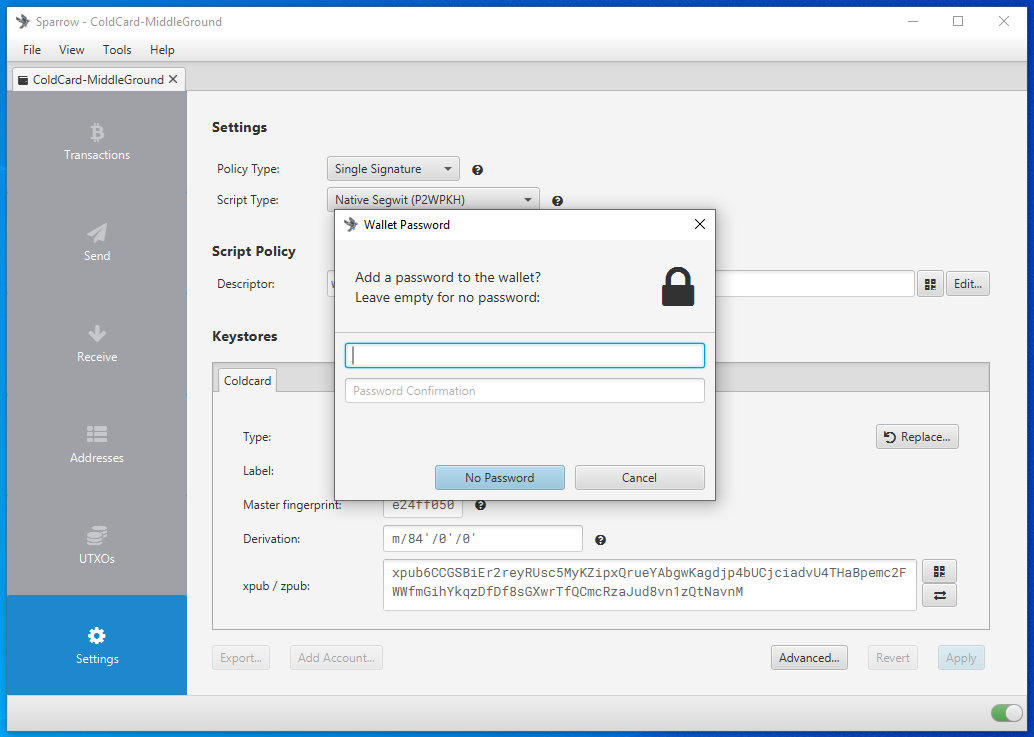 Sparrow - ColdCard-MiddleGround
File View Tools Help
ColdCard-MiddleGround
Transactions
Send
Receive
Addresses
UTXOs
Settings
Settings
Policy Type: Single Signature
Script Type: Native Segwit (P2WPKH)
Script Policy
Descriptor: Edit...
Keystores
Coldcard
Type: Replace...
Label:
Master fingerprint: e24ff050
Derivation: m/84'/0'/0'
xpub / zpub: xpub6CCGSBiEr2reyRUsc5MyKZipxQrueYAbgwKagdjp4bUCjciadvU4THaBpemc2F
WWfmGihYkqzDfDf8sGXwrTfQCmcRzaJud8vn1zQtNavnM
Export... Add Account... Advanced... Revert Apply
Wallet Password
Add a password to the wallet?
Leave empty for no password:
Password Confirmation
No Password Cancel